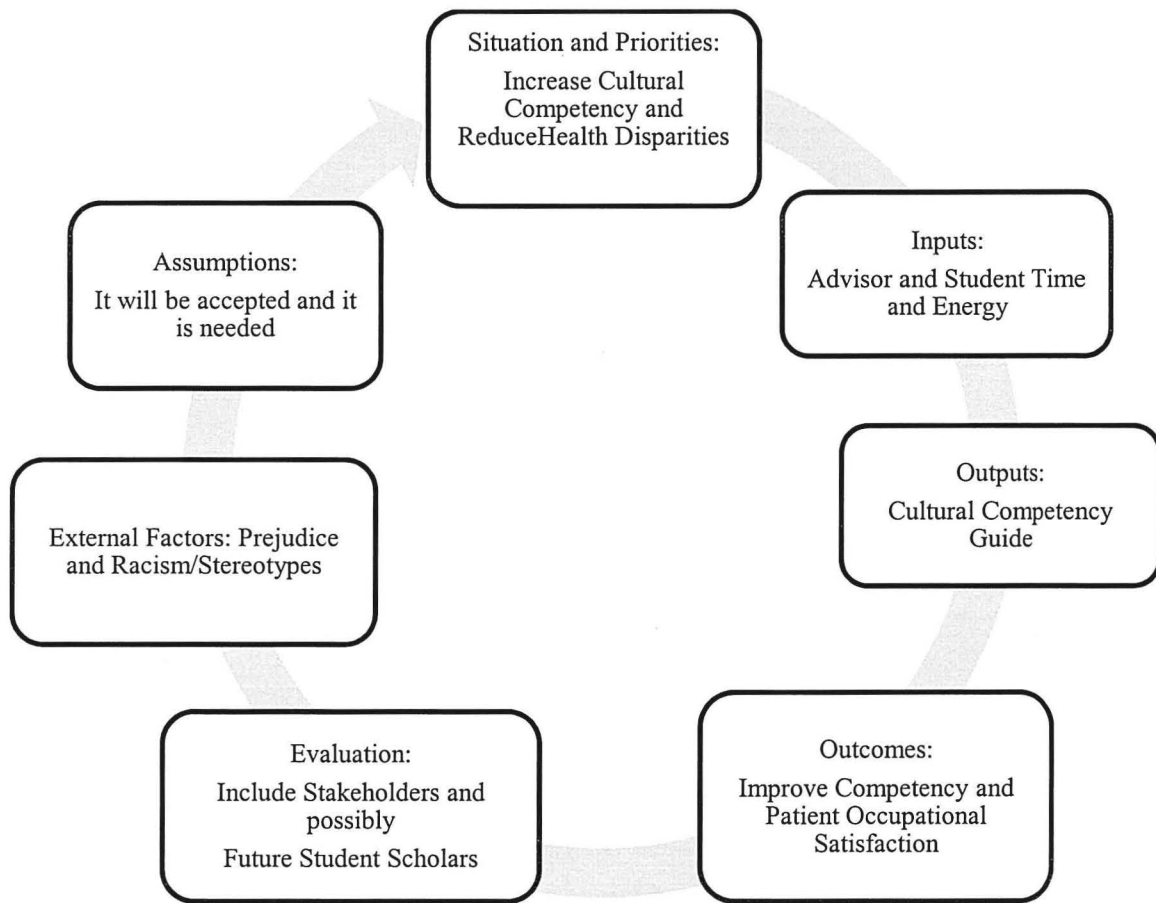 Situation and Priorities:
Increase Cultural
Competency and
ReduceHealth Disparities
Inputs:
Advisor and Student Time
and Energy
Outputs:
Cultural Competency
Guide
Outcomes:
Improve Competency and
Patient Occupational
Satisfaction
Evaluation:
Include Stakeholders and
possibly
Future Student Scholars
External Factors: Prejudice
and Racism/Stereotypes
Assumptions:
It will be accepted and it
is needed